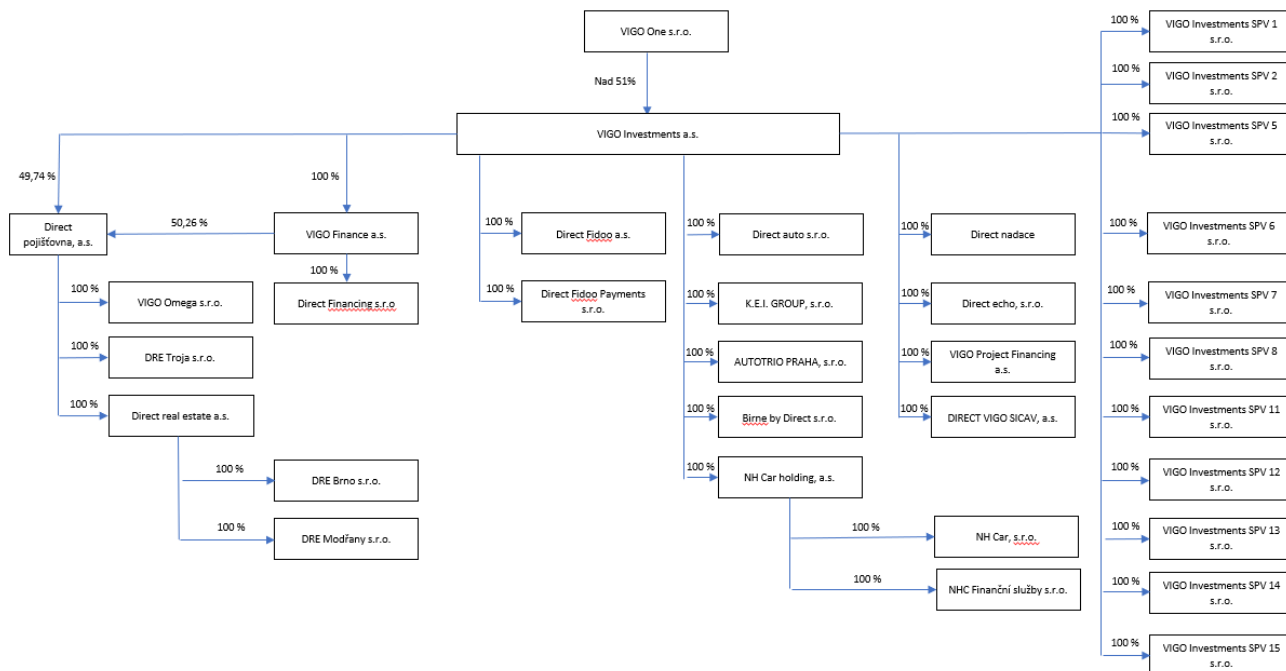 VIGO One s.r.o.
Nad 51%
VIGO Investments a.s.
49,74 %
100 %
Direct
pojišťovna, a.s.
50,26 %
VIGO Finance a.s.
100 %
Direct Financing s.r.o
100 %
VIGO Omega s.r.o.
100 %
DRE Troja s.r.o.
100 %
Direct real estate a.s.
100 %
DRE Brno s.r.o.
100 %
DRE Modřany s.r.o.
100 %
Direct Fidoo a.s.
100 %
Direct Fidoo Payments
s.r.o.
100 %
Direct auto s.r.o.
100 %
K.E.I. GROUP, s.r.o.
100 %
AUTOTRIO PRAHA, s.r.o.
100 %
Birne by Direct s.r.o.
100 %
NH Car holding, a.s.
100 %
NH Car, s.r.o.
100 %
NHC Finanční služby s.r.o.
100 %
Direct nadace
100 %
Direct echo, s.r.o.
100 %
VIGO Project Financing
a.s.
100 %
DIRECT VIGO SICAV, a.s.
100 %
VIGO Investments SPV 1
s.r.o.
100 %
VIGO Investments SPV 2
s.r.o.
100 %
VIGO Investments SPV 5
s.r.o.
100 %
VIGO Investments SPV 6
s.r.o.
100 %
VIGO Investments SPV 7
s.r.o.
100 %
VIGO Investments SPV 8
s.r.o.
100 %
VIGO Investments SPV 11
s.r.o.
100 %
VIGO Investments SPV 12
s.r.o.
100 %
VIGO Investments SPV 13
s.r.o.
100 %
VIGO Investments SPV 14
s.r.o.
100 %
VIGO Investments SPV 15
s.r.o.